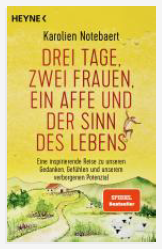 HEYNE
Karolien Notebaert
DREI TAGE,
ZWEI FRAUEN,
EIN AFFE UND
DER SINN
DES LEBENS
Eine inspirierende Reise zu unseren
Gedanken, Gefühlen und unserem
verborgenen Potenzial
SPIEGEL
Bestseller